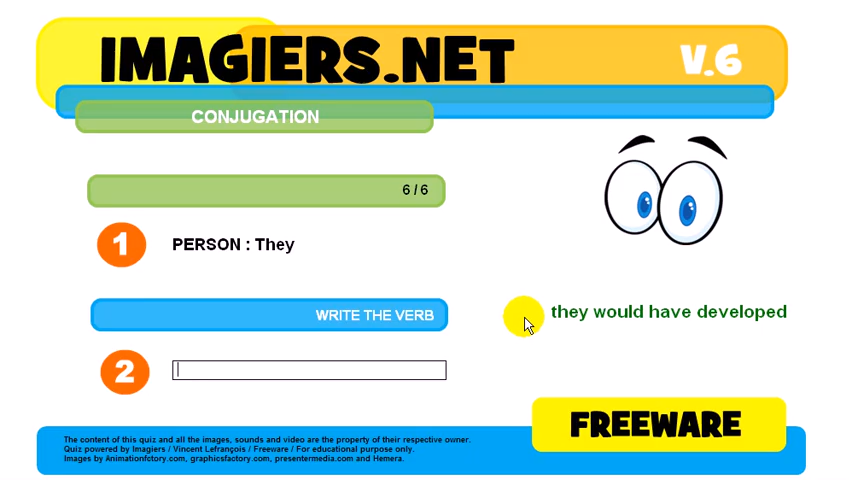 IMAGIERS.NET
V.6
CONJUGATION
6 / 6
1
PERSON : They
WRITE THE VERB
they would have developed
2
FREEWARE
The content of this quiz and all the images, sounds and video are the property of their respective owner.
Quiz powered by Imagiers / Vincent Lefrançois / Freeware / For educational purpose only.
Images by Animationfctory.com, graphicsfactory.com, presentermedia.com and Hemera.